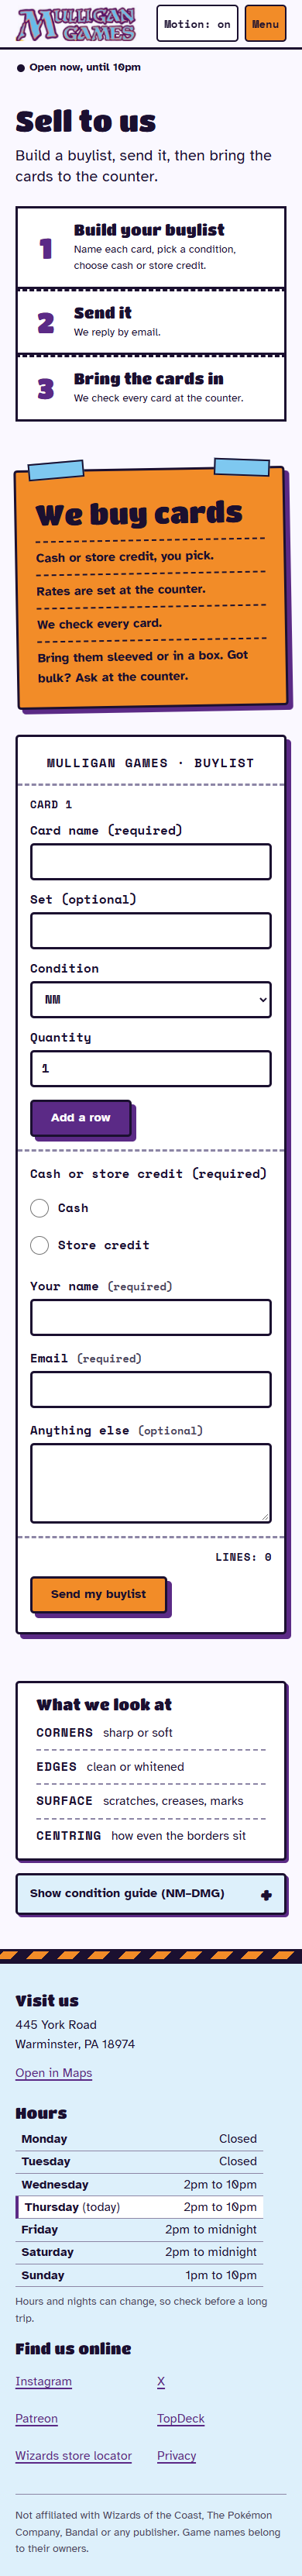 MULLIGAN GAMES
Motion: on
Menu
Open now, until 10pm
Sell to us
Build a buylist, send it, then bring the
cards to the counter.
1
Build your buylist
Name each card, pick a condition,
choose cash or store credit.
2
Send it
We reply by email.
3
Bring the cards in
We check every card at the counter.
We buy cards
Cash or store credit, you pick.
Rates are set at the counter.
We check every card.
Bring them sleeved or in a box. Got
bulk? Ask at the counter.
MULLIGAN GAMES · BUYLIST
CARD 1
Card name (required)
Set (optional)
Condition
NM
Quantity
1
Add a row
Cash or store credit (required)
Cash
Store credit
Your name (required)
Email (required)
Anything else (optional)
LINES: 0
Send my buylist
What we look at
CORNERS sharp or soft
EDGES clean or whitened
SURFACE scratches, creases, marks
CENTRING how even the borders sit
Show condition guide (NM–DMG)
Visit us
445 York Road
Warminster, PA 18974
Open in Maps
Hours
Monday Closed
Tuesday Closed
Wednesday 2pm to 10pm
Thursday (today) 2pm to 10pm
Friday 2pm to midnight
Saturday 2pm to midnight
Sunday 1pm to 10pm
Hours and nights can change, so check before a long
trip.
Find us online
Instagram X
Patreon TopDeck
Wizards store locator Privacy
Not affiliated with Wizards of the Coast, The Pokémon
Company, Bandai or any publisher. Game names belong
to their owners.